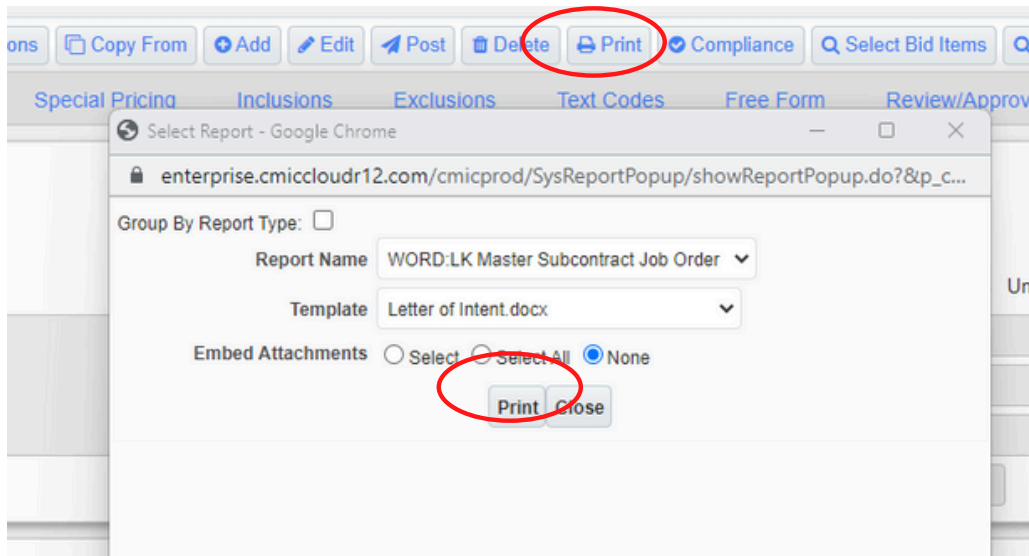 ons Copy From Add Edit Post Delete Print Compliance Select Bid Items
Special Pricing Inclusions Exclusions Text Codes Free Form Review/Approv
Select Report - Google Chrome
enterprise.cmiccloudr12.com/cmicprod/SysReportPopup/showReportPopup.do?&p_c...
Group By Report Type:
Report Name WORD:LK Master Subcontract Job Order
Un
Template Letter of Intent.docx
Embed Attachments Select Select All None
Print Close